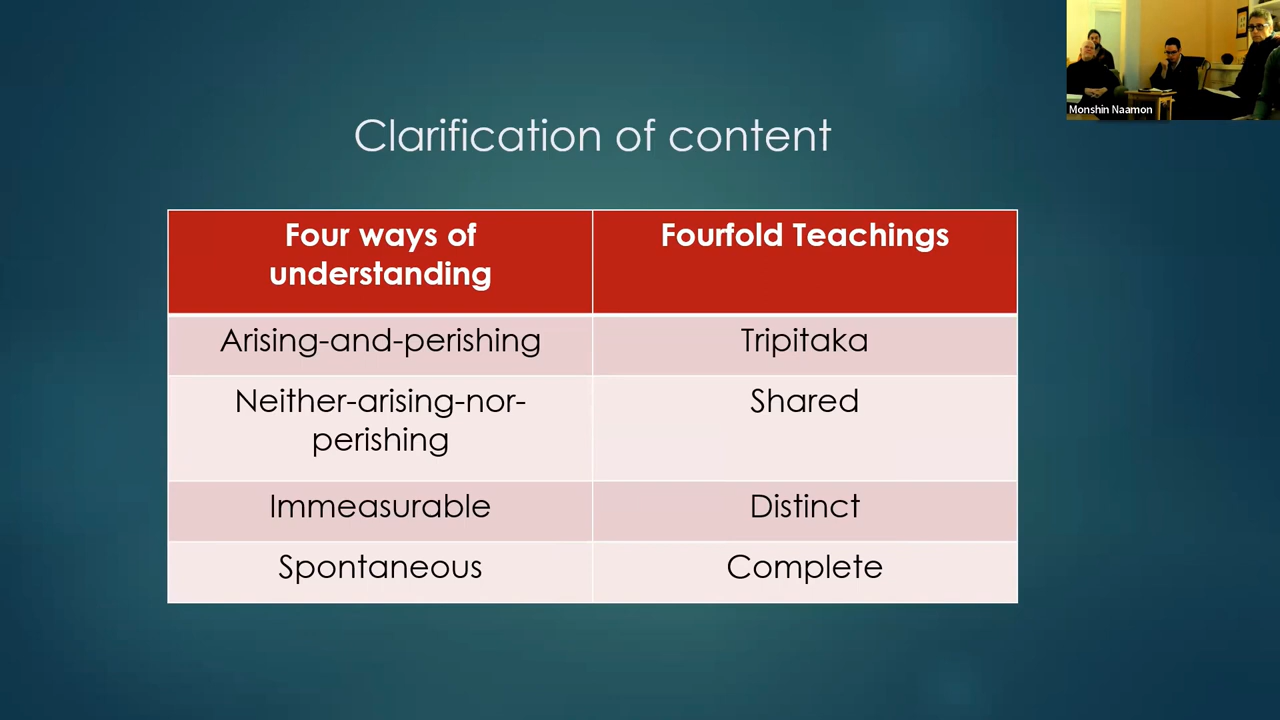 Monshin Naamon
Clarification of content
Four ways of
understanding
Fourfold Teachings
Arising-and-perishing
Tripitaka
Neither-arising-nor-
perishing
Shared
Immeasurable
Distinct
Spontaneous
Complete